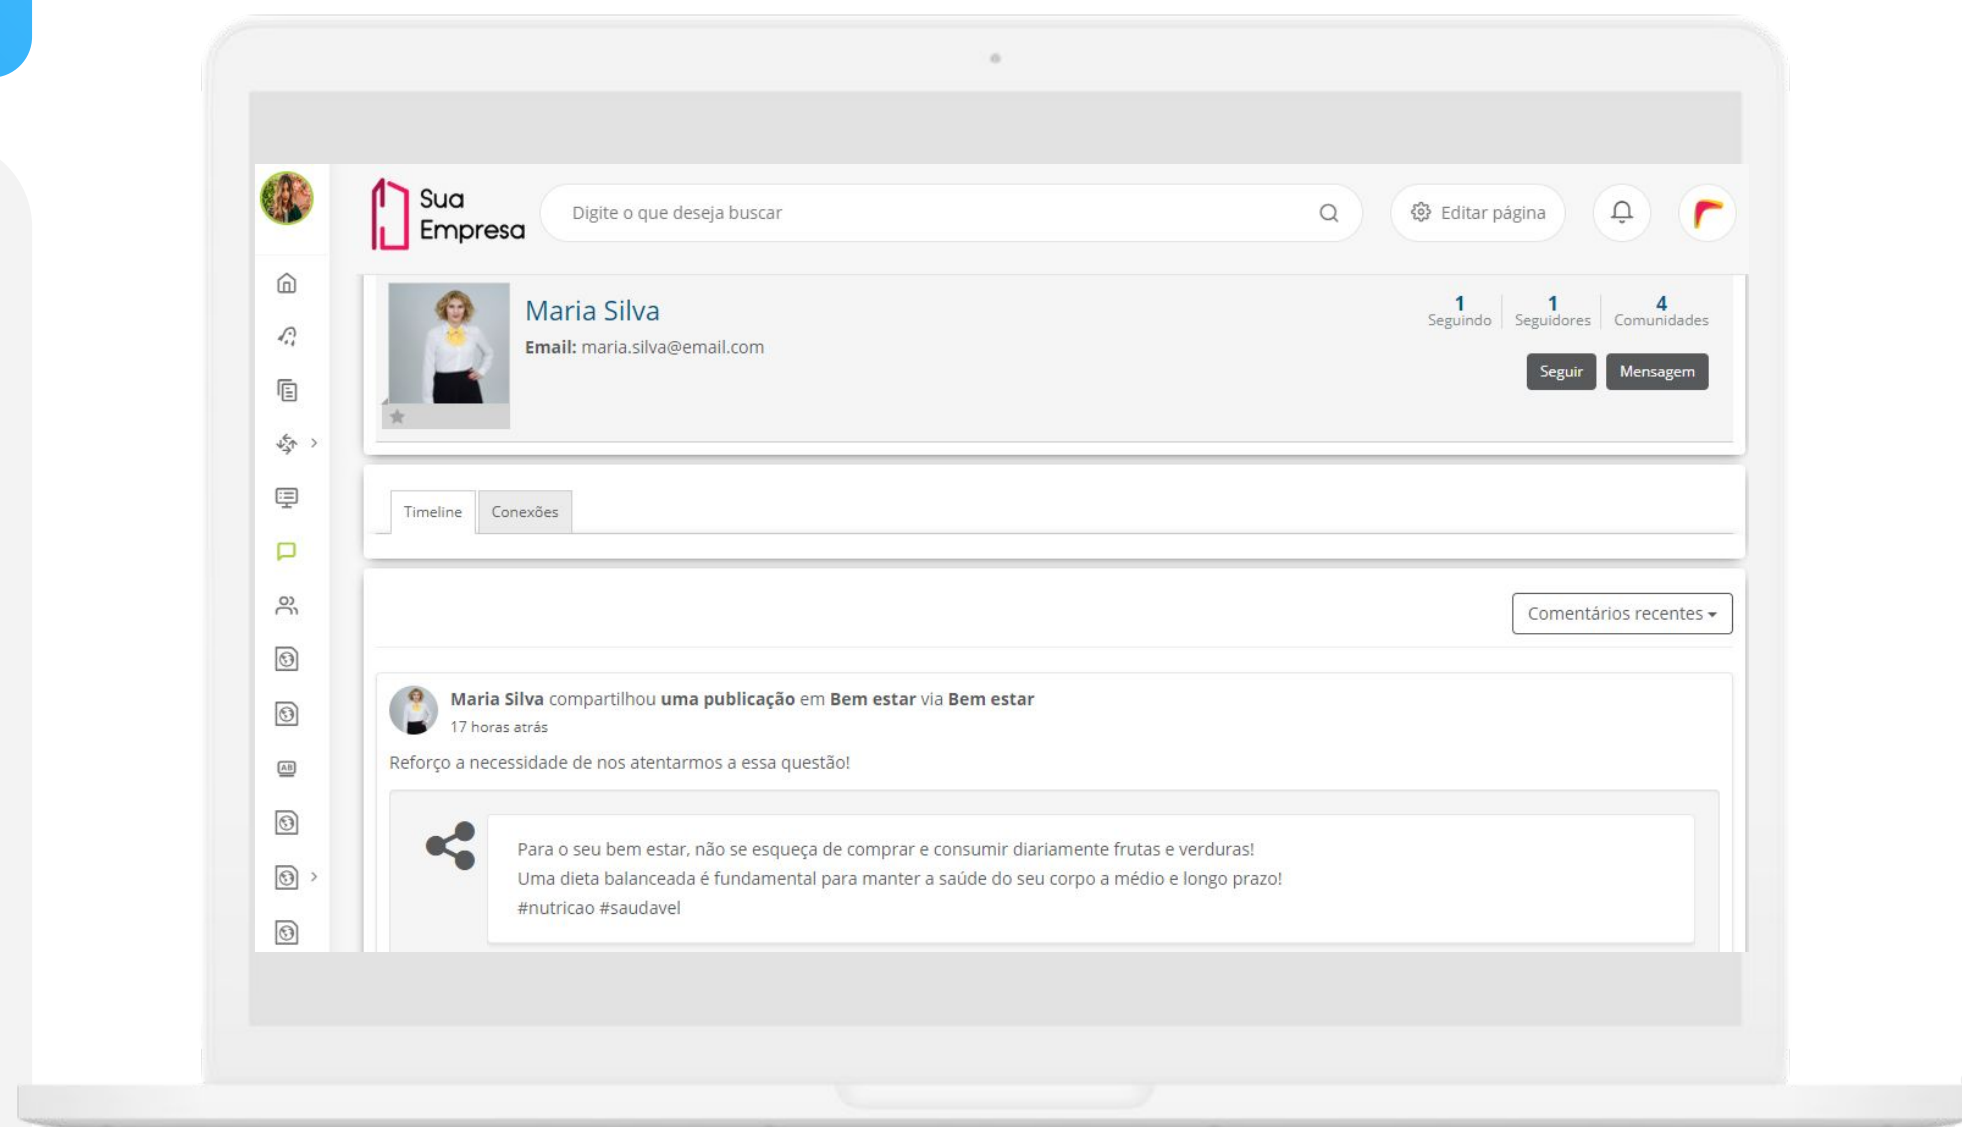 Sua
Empresa
Digite o que deseja buscar
Editar página
Maria Silva
Email: maria.silva@email.com
1 1 4
Seguindo Seguidores Comunidades
Seguir Mensagem
Timeline Conexões
Comentários recentes
Maria Silva compartilhou uma publicação em Bem estar via Bem estar
17 horas atrás
Reforço a necessidade de nos atentarmos a essa questão!
Para o seu bem estar, não se esqueça de comprar e consumir diariamente frutas e verduras!
AB
Uma dieta balanceada é fundamental para manter a saúde do seu corpo a médio e longo prazo!
#nutricao #saudavel